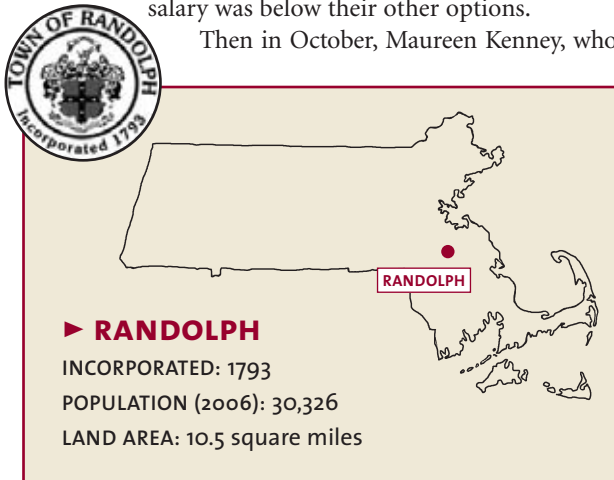 salary was below their other options.
Then in October, Maureen Kenney, who
TOWN OF RANDOLPH
Incorporated 1793
RANDOLPH
► RANDOLPH
INCORPORATED: 1793
POPULATION (2006): 30,326
LAND AREA: 10.5 square miles